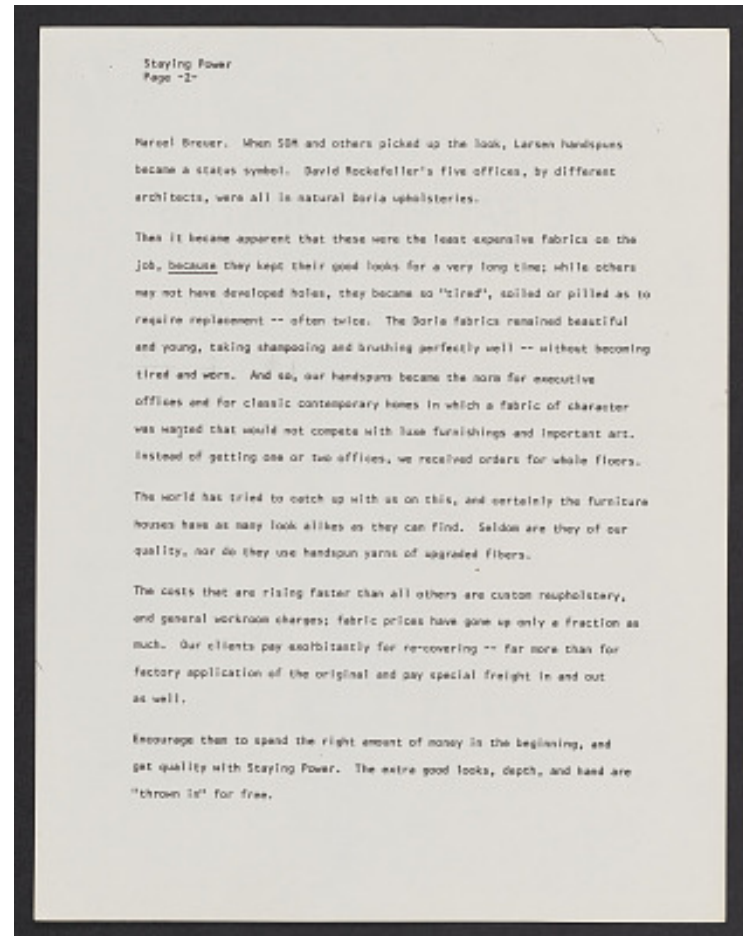 Staying Power
Page -2-
Marcel Breuer. When SOM and others picked up the look, Larsen handspuns
became a status symbol. David Rockefeller's five offices, by different
architects, were all in natural Doria upholsteries.
Then it became apparent that these were the least expensive fabrics on the
job, because they kept their good looks for a very long time; while others
may not have developed holes, they became so "tired", soiled or pilled as to
require replacement -- often twice. The Doria fabrics remained beautiful
and young, taking shampooing and brushing perfectly well -- without becoming
tired and worn. And so, our handspuns became the norm for executive
offices and for classic contemporary homes in which a fabric of character
was wanted that would not compete with luxe furnishings and important art.
Instead of getting one or two offices, we received orders for whole floors.
The world has tried to catch up with us on this, and certainly the furniture
houses have as many look alikes as they can find. Seldom are they of our
quality, nor do they use handspun yarns of upgraded fibers.
The costs that are rising faster than all others are custom reupholstery,
and general workroom charges; fabric prices have gone up only a fraction as
much. Our clients pay exorbitantly for re-covering -- far more than for
factory application of the original and pay special freight in and out
as well.
Encourage them to spend the right amount of money in the beginning, and
get quality with Staying Power. The extra good looks, depth, and hand are
"thrown in" for free.